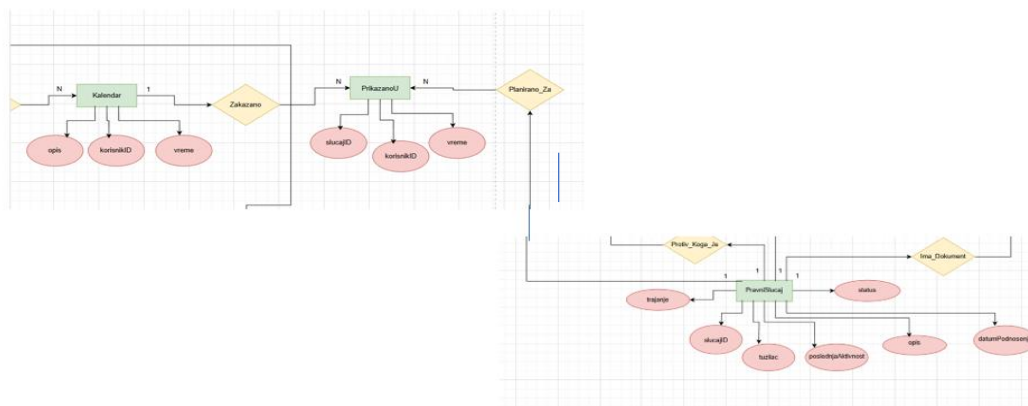 N
Kalendar
1
Zakazano
N
PrikazanoU
N
Planirano_Za
opis
korisnikID
vreme
slucajID
korisnikID
vreme
Protiv_Koga_Je
Ima_Dokument
1
1
1
1
PravniSlucaj
status
trajanje
slucajID
tuzilac
poslednjaAktivnost
opis
datumPodnosenj